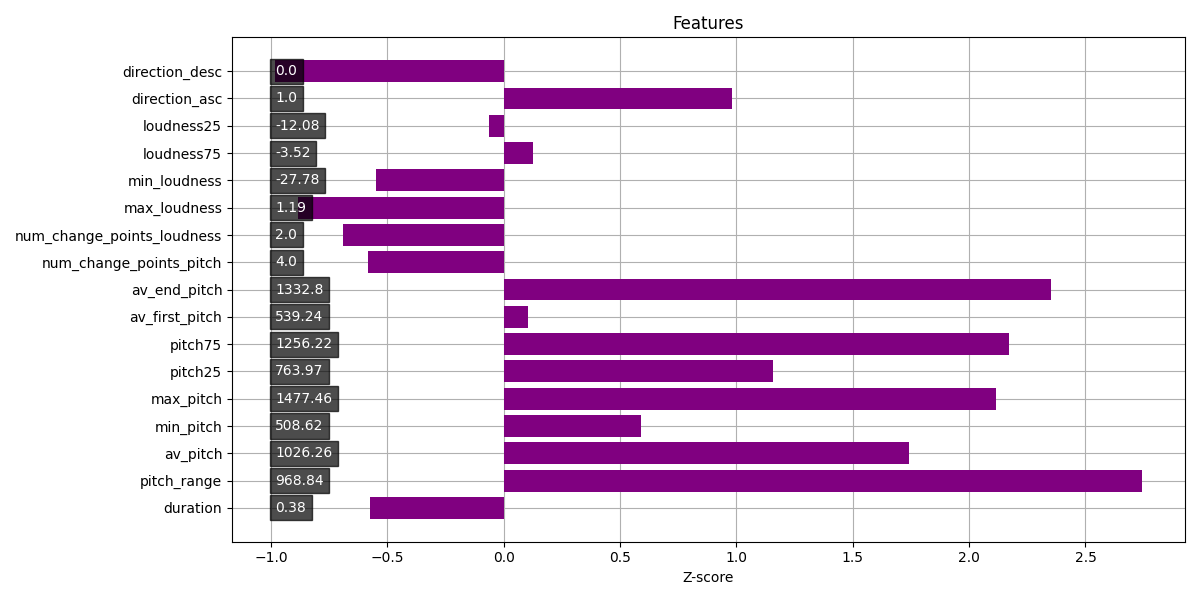 Features
direction_desc 0.0
direction_asc 1.0
loudness25 -12.08
loudness75 -3.52
min_loudness -27.78
max_loudness 1.19
num_change_points_loudness 2.0
num_change_points_pitch 4.0
av_end_pitch 1332.8
av_first_pitch 539.24
pitch75 1256.22
pitch25 763.97
max_pitch 1477.46
min_pitch 508.62
av_pitch 1026.26
pitch_range 968.84
duration 0.38
−1.0 −0.5 0.0 0.5 1.0 1.5 2.0 2.5
Z-score